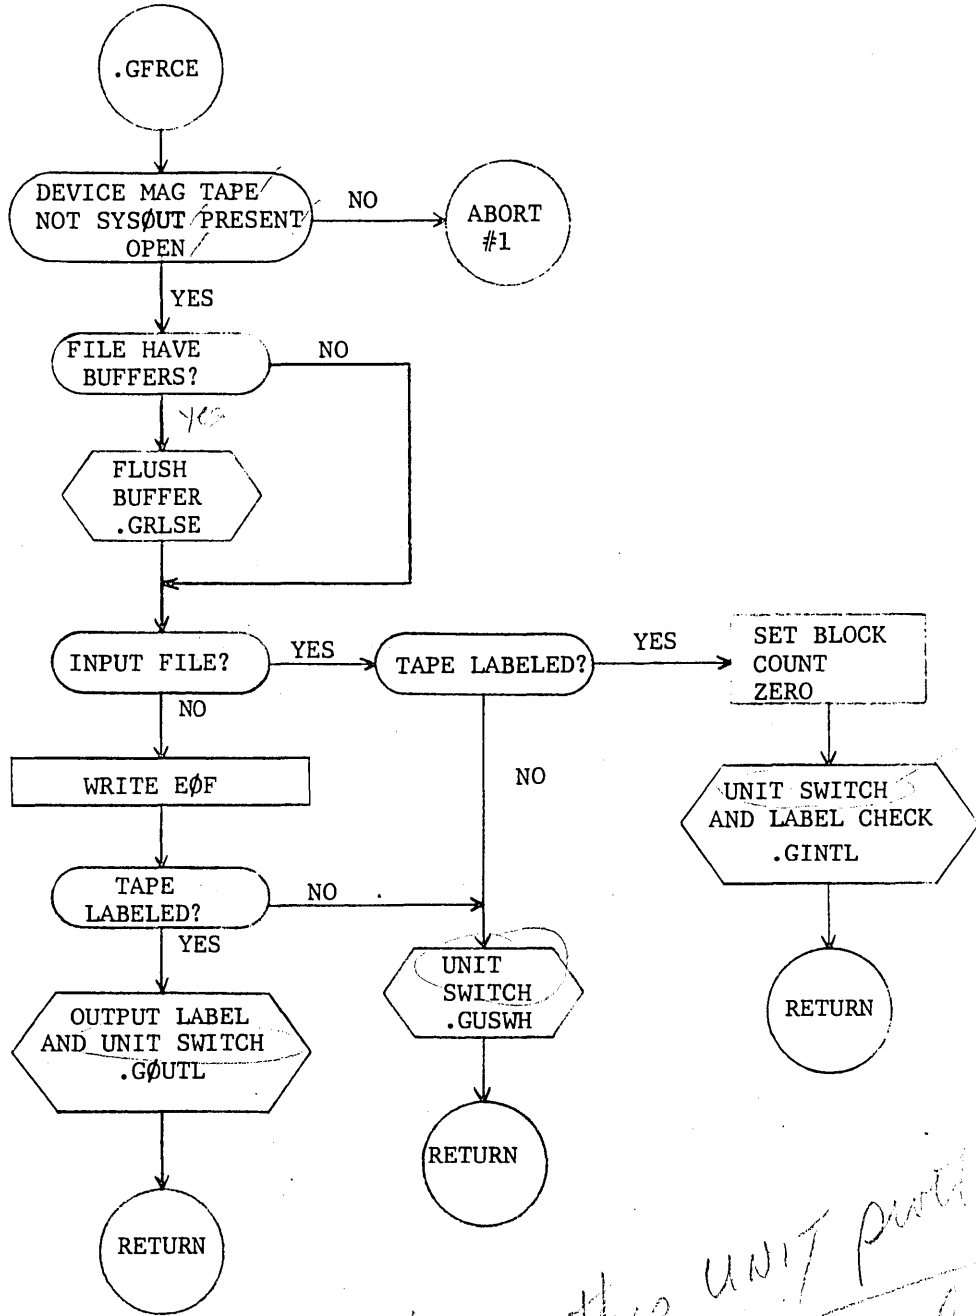 .GFRCE
DEVICE MAG TAPE
NOT SYSØUT PRESENT
OPEN
NO
ABORT
#1
YES
FILE HAVE
BUFFERS?
NO
yes
FLUSH
BUFFER
.GRLSE
INPUT FILE?
YES
TAPE LABELED?
YES
SET BLOCK
COUNT
ZERO
NO
WRITE EØF
NO
UNIT SWITCH
AND LABEL CHECK
.GINTL
TAPE
LABELED?
NO
YES
UNIT
SWITCH
.GUSWH
RETURN
OUTPUT LABEL
AND UNIT SWITCH
.GØUTL
RETURN
RETURN
this UNIT